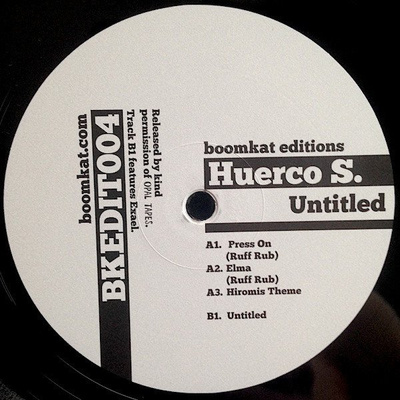 boomkat editions
Huerco S.
Untitled
A1. Press On
(Ruff Rub)
A2. Elma
(Ruff Rub)
A3. Hiromis Theme
B1. Untitled
boomkat.com
BKEDIT004
Released by kind
permission of OPAL TAPES.
Track B1 features Exael.